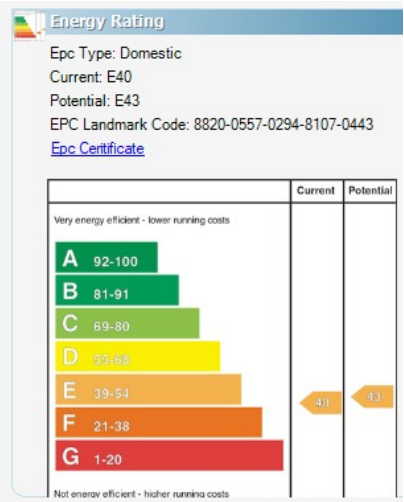 Energy Rating
Epc Type: Domestic
Current: E40
Potential: E43
EPC Landmark Code: 8820-0557-0294-8107-0443
Epc Ceritificate
Current Potential
Very energy efficient - lower running costs
A 92-100
B 81-91
C 69-80
D 55-68
E 39-54
40 43
F 21-38
G 1-20
Not energy efficient - higher running costs